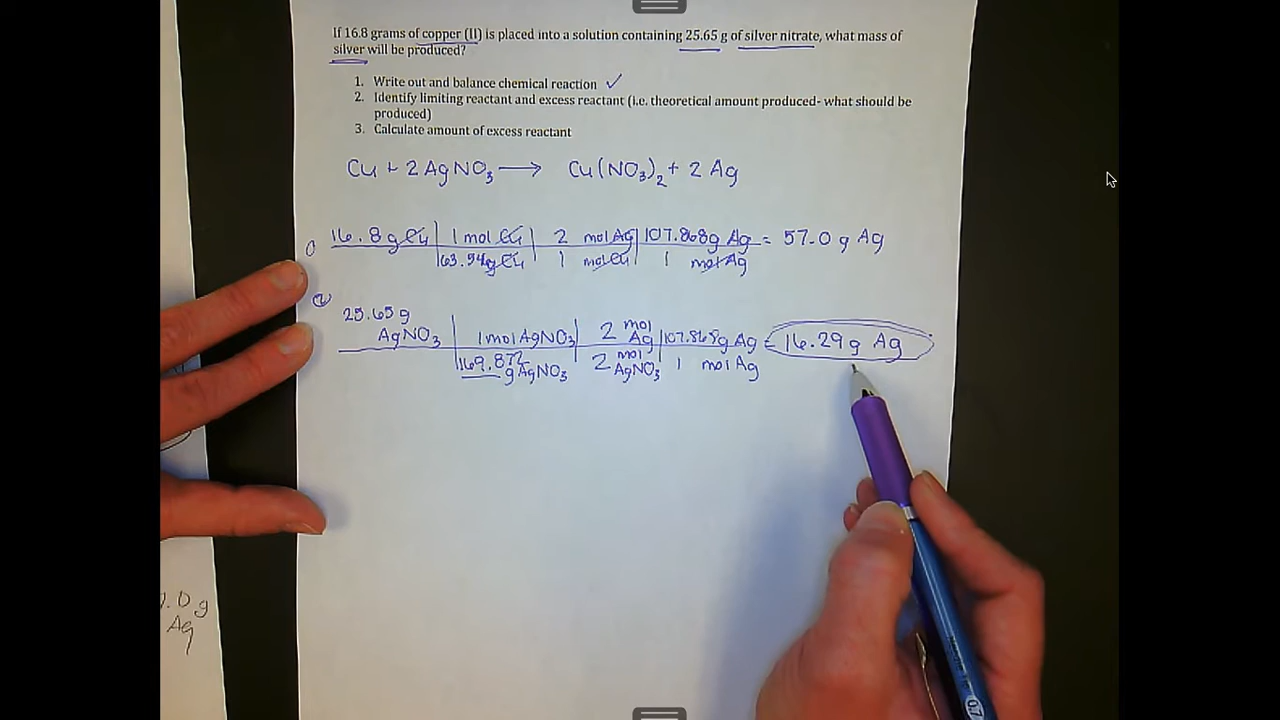 If 16.8 grams of copper (II) is placed into a solution containing 25.65 g of silver nitrate, what mass of
silver will be produced?
1. Write out and balance chemical reaction ✓
2. Identify limiting reactant and excess reactant (i.e. theoretical amount produced- what should be
produced)
3. Calculate amount of excess reactant
Cu + 2 AgNO₃ → Cu(NO₃)₂ + 2 Ag
① 16.8 g Cu | 1 mol Cu | 2 mol Ag | 107.868 g Ag = 57.0 g Ag
63.546 g Cu | 1 mol Cu | 1 mol Ag
②
25.65 g
AgNO₃ | 1 mol AgNO₃ | 2 mol Ag | 107.868 g Ag = 16.29 g Ag
169.872 g AgNO₃ | 2 mol AgNO₃ | 1 mol Ag
.0 g
Ag